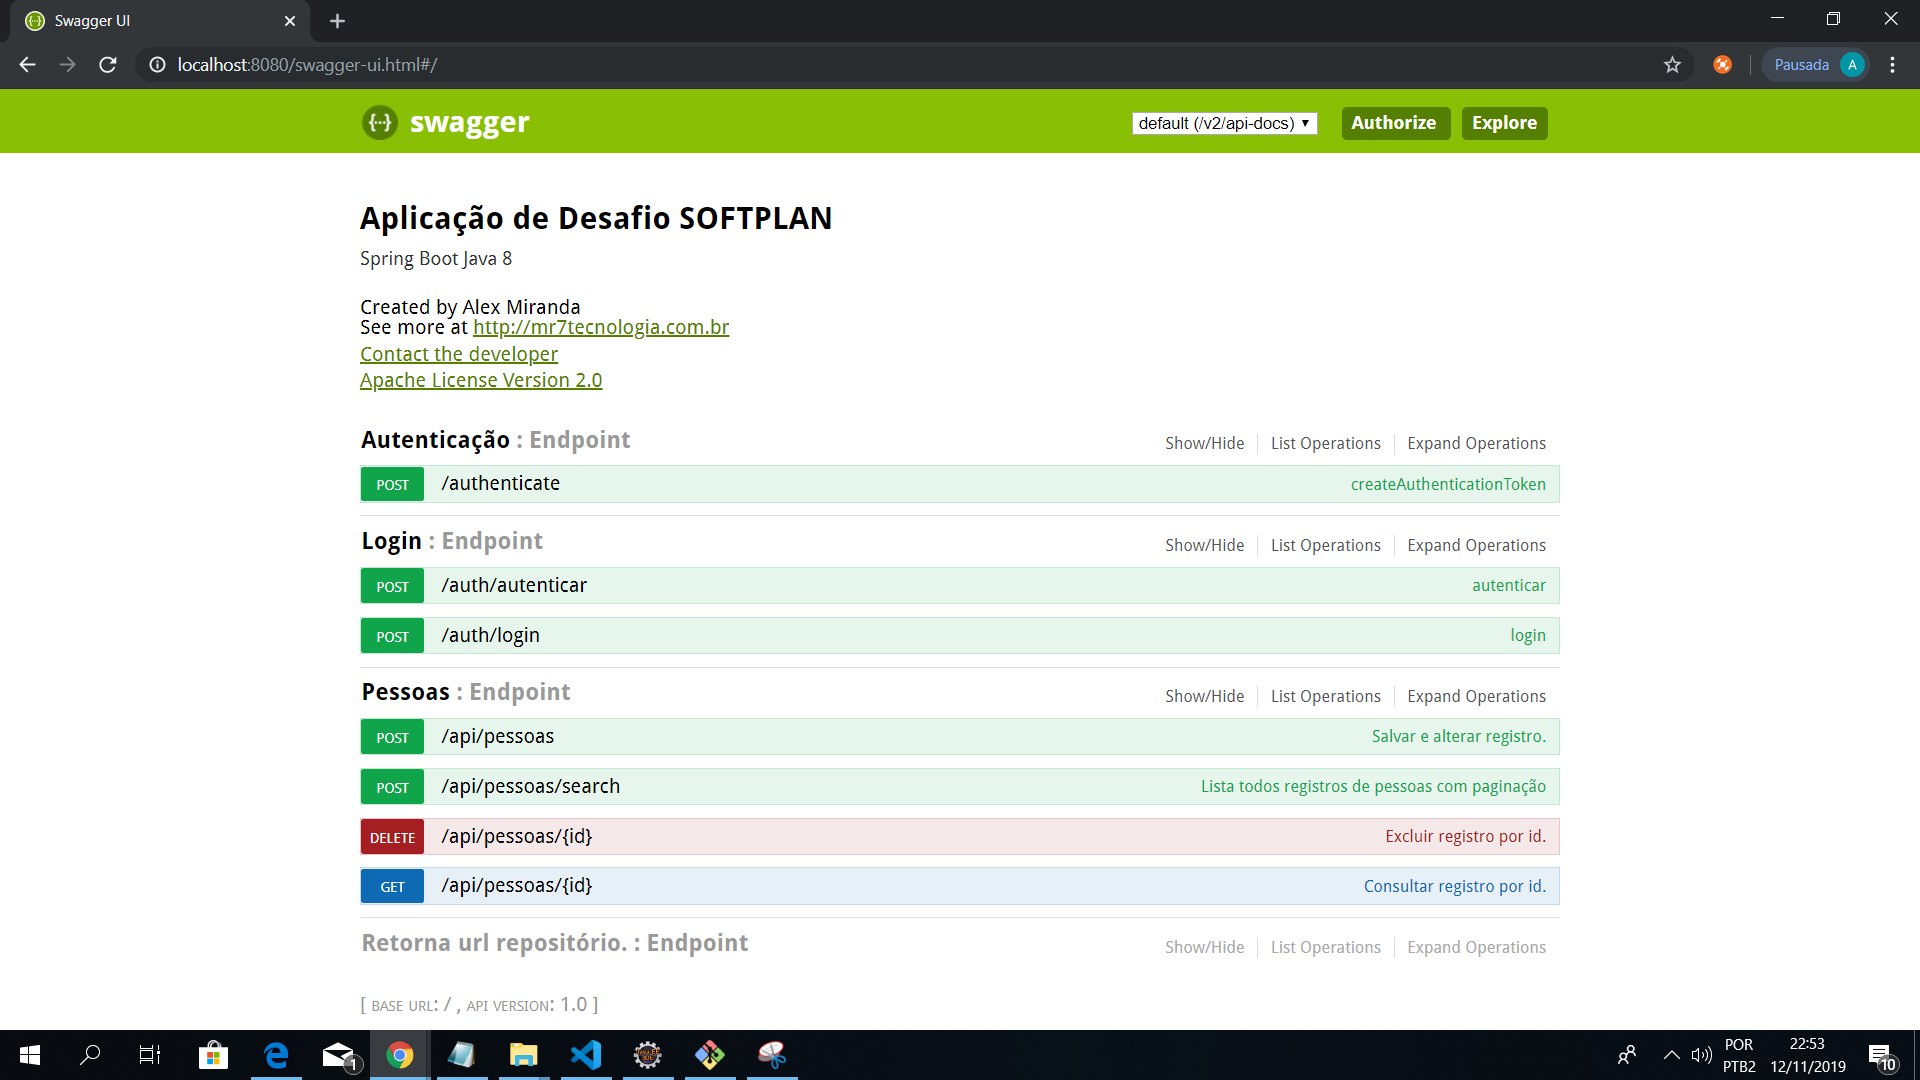 Swagger UI
localhost:8080/swagger-ui.html#/
Pausada
A
swagger
default (/v2/api-docs)
Authorize
Explore
Aplicação de Desafio SOFTPLAN
Spring Boot Java 8
Created by Alex Miranda
See more at http://mr7tecnologia.com.br
Contact the developer
Apache License Version 2.0
Autenticação : Endpoint
Show/Hide
List Operations
Expand Operations
POST
/authenticate
createAuthenticationToken
Login : Endpoint
Show/Hide
List Operations
Expand Operations
POST
/auth/autenticar
autenticar
POST
/auth/login
login
Pessoas : Endpoint
Show/Hide
List Operations
Expand Operations
POST
/api/pessoas
Salvar e alterar registro.
POST
/api/pessoas/search
Lista todos registros de pessoas com paginação
DELETE
/api/pessoas/{id}
Excluir registro por id.
GET
/api/pessoas/{id}
Consultar registro por id.
Retorna url repositório. : Endpoint
Show/Hide
List Operations
Expand Operations
[ BASE URL: / , API VERSION: 1.0 ]
1
POR
PTB2
22:53
12/11/2019
10